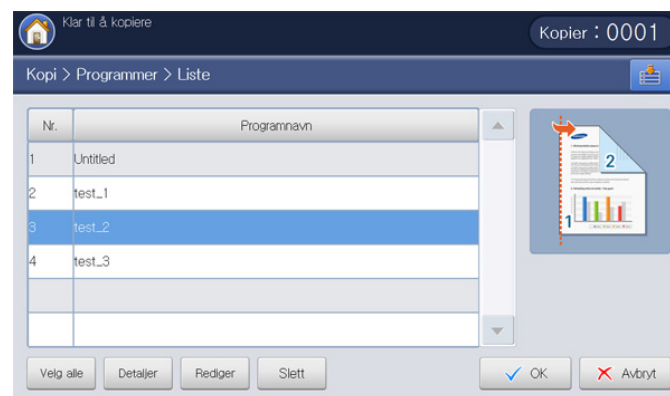 Klar til å kopiere
Kopier : 0001
Kopi > Programmer > Liste
Nr. Programnavn
1 Untitled
2 test_1
3 test_2
4 test_3
2
1
Velg alle Detaljer Rediger Slett OK Avbryt